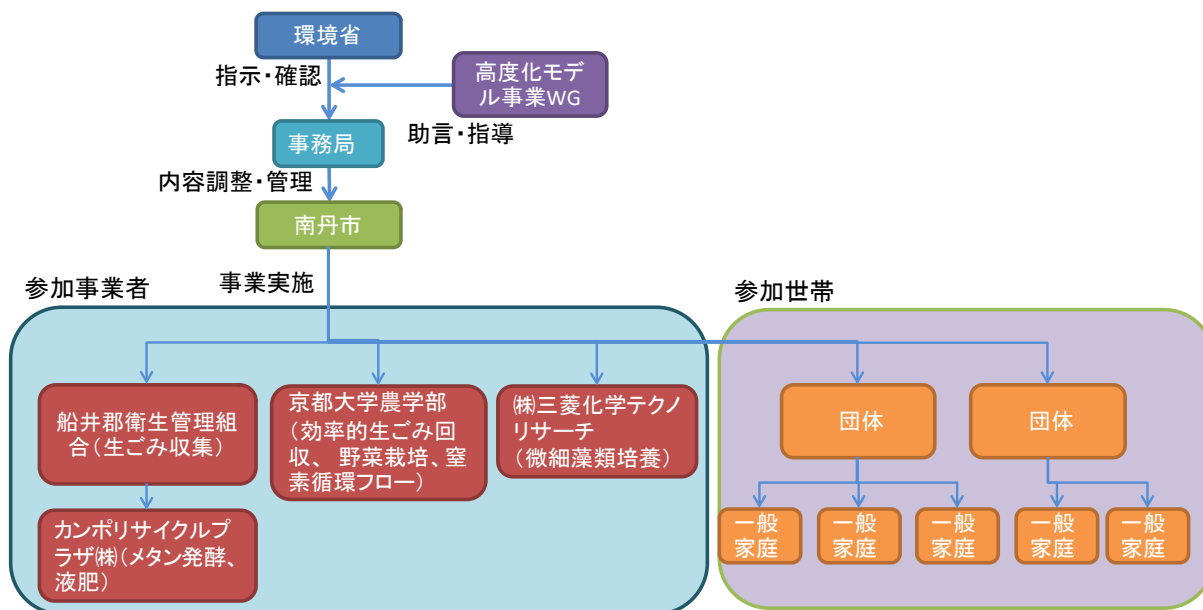 環境省
指示・確認
高度化モデ
ル事業WG
助言・指導
事務局
内容調整・管理
南丹市
事業実施
参加事業者
参加世帯
船井郡衛生管理組
合(生ごみ収集)
京都大学農学部
(効率的生ごみ回
収、 野菜栽培、窒
素循環フロー)
㈱三菱化学テクノ
リサーチ
(微細藻類培養)
カンポリサイクルプ
ラザ㈱(メタン発酵、
液肥)
団体
団体
一般
家庭
一般
家庭
一般
家庭
一般
家庭
一般
家庭